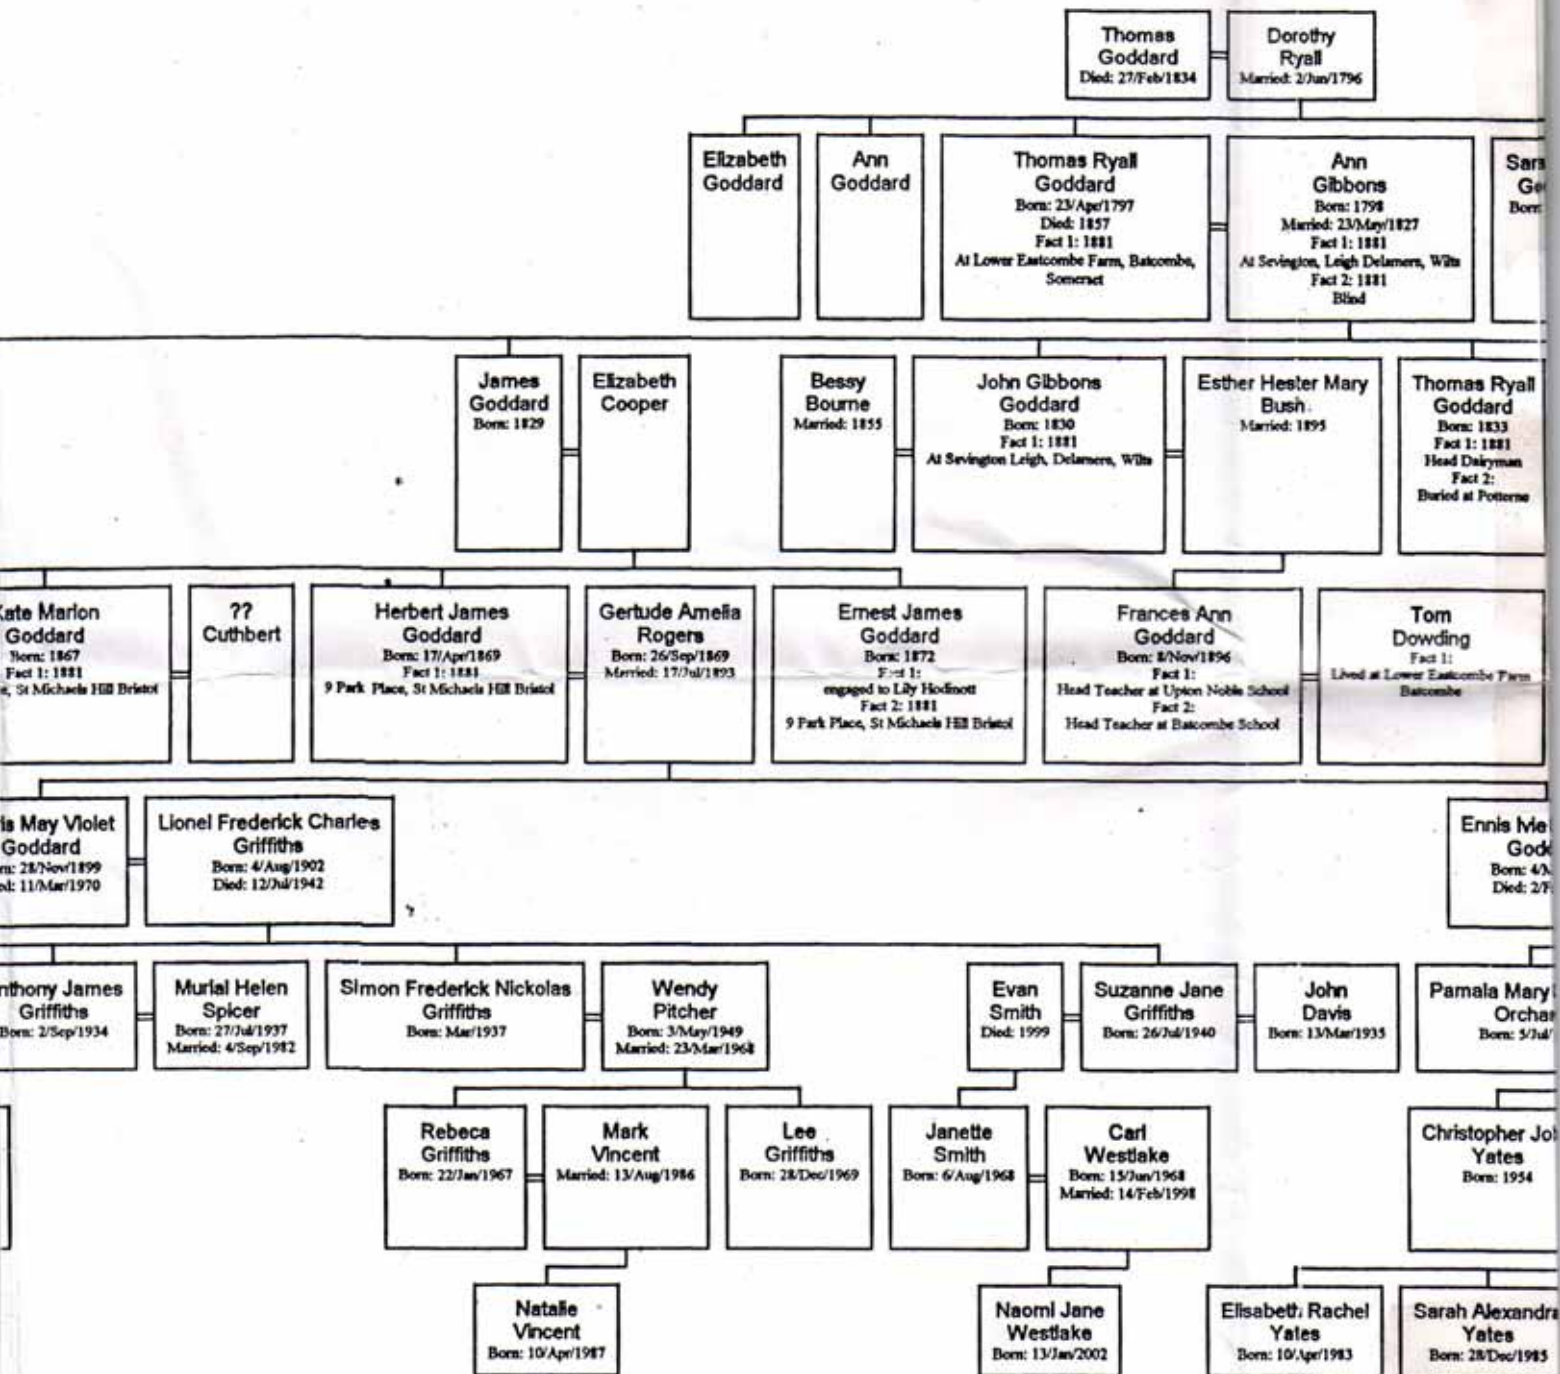 Thomas
Goddard
Died: 27/Feb/1834
Dorothy
Ryall
Married: 2/Jun/1796
Elizabeth
Goddard
Ann
Goddard
Thomas Ryall
Goddard
Born: 23/Apr/1797
Died: 1857
Fact 1: 1881
At Lower Eastcombe Farm, Batcombe,
Somerset
Ann
Gibbons
Born: 1798
Married: 23/May/1827
Fact 1: 1881
At Sevington, Leigh Delamere, Wilts
Fact 2: 1881
Blind
Born:
James
Goddard
Born: 1829
Elizabeth
Cooper
Bessy
Bourne
Married: 1855
John Gibbons
Goddard
Born: 1830
Fact 1: 1881
At Sevington Leigh, Delamere, Wilts
Esther Hester Mary
Bush
Married: 1895
Thomas Ryall
Goddard
Born: 1833
Fact 1: 1881
Head Dairyman
Fact 2:
Buried at Potterne
Marion
Goddard
Born: 1867
Fact 1: 1881
St Michaels Hill Bristol
??
Cuthbert
Herbert James
Goddard
Born: 17/Apr/1869
Fact 1: 1881
9 Park Place, St Michaels Hill Bristol
Gertude Amelia
Rogers
Born: 26/Sep/1869
Married: 17/Jul/1893
Ernest James
Goddard
Born: 1872
Fact 1:
engaged to Lily Hodinott
Fact 2: 1881
9 Park Place, St Michaels Hill Bristol
Frances Ann
Goddard
Born: 8/Nov/1896
Fact 1:
Head Teacher at Upton Noble School
Fact 2:
Head Teacher at Batcombe School
Tom
Dowding
Fact 1:
Lived at Lower Eastcombe Farm
Batcombe
May Violet
Goddard
28/Nov/1899
11/Mar/1970
Lionel Frederick Charles
Griffiths
Born: 4/Aug/1902
Died: 12/Jul/1942
Ennis
Born:
Died:
James
Griffiths
Born: 2/Sep/1934
Murial Helen
Spicer
Born: 27/Jul/1937
Married: 4/Sep/1982
Simon Frederick Nickolas
Griffiths
Born: Mar/1937
Wendy
Pitcher
Born: 3/May/1949
Married: 23/Mar/1968
Evan
Smith
Died: 1999
Suzanne Jane
Griffiths
Born: 26/Jul/1940
John
Davis
Born: 13/Mar/1935
Pamala Mary
Born:
Rebeca
Griffiths
Born: 22/Jan/1967
Mark
Vincent
Married: 13/Aug/1986
Lee
Griffiths
Born: 28/Dec/1969
Janette
Smith
Born: 6/Aug/1968
Carl
Westlake
Born: 15/Jun/1968
Married: 14/Feb/1998
Christopher
Yates
Born: 1954
Natalie
Vincent
Born: 10/Apr/1987
Naomi Jane
Westlake
Born: 13/Jan/2002
Elisabeth Rachel
Yates
Born: 10/Apr/1983
Sarah Alexandra
Yates
Born: 28/Dec/1985